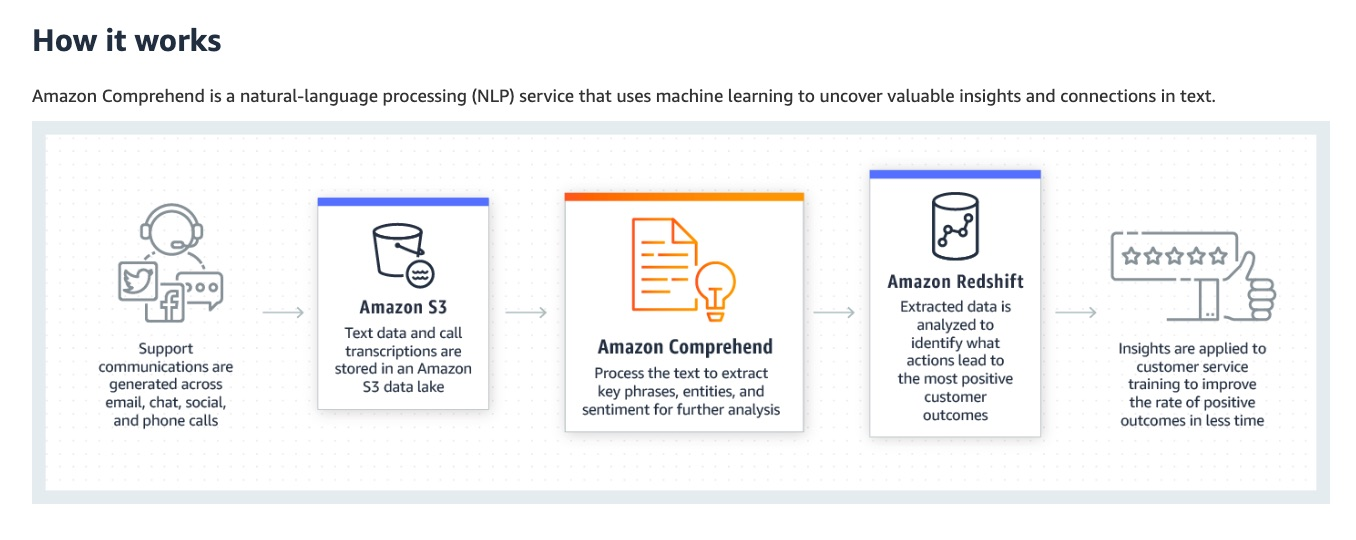 How it works
Amazon Comprehend is a natural-language processing (NLP) service that uses machine learning to uncover valuable insights and connections in text.
Support
communications are
generated across
email, chat, social,
and phone calls
Amazon S3
Text data and call
transcriptions are
stored in an Amazon
S3 data lake
Amazon Comprehend
Process the text to extract
key phrases, entities, and
sentiment for further analysis
Amazon Redshift
Extracted data is
analyzed to
identify what
actions lead to
the most positive
customer
outcomes
Insights are applied to
customer service
training to improve
the rate of positive
outcomes in less time